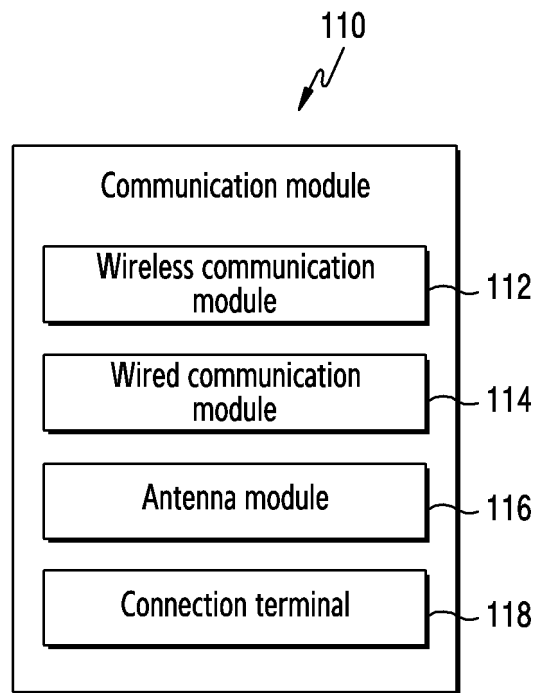 110
Communication module
Wireless communication
module
112
Wired communication
module
114
Antenna module
116
Connection terminal
118